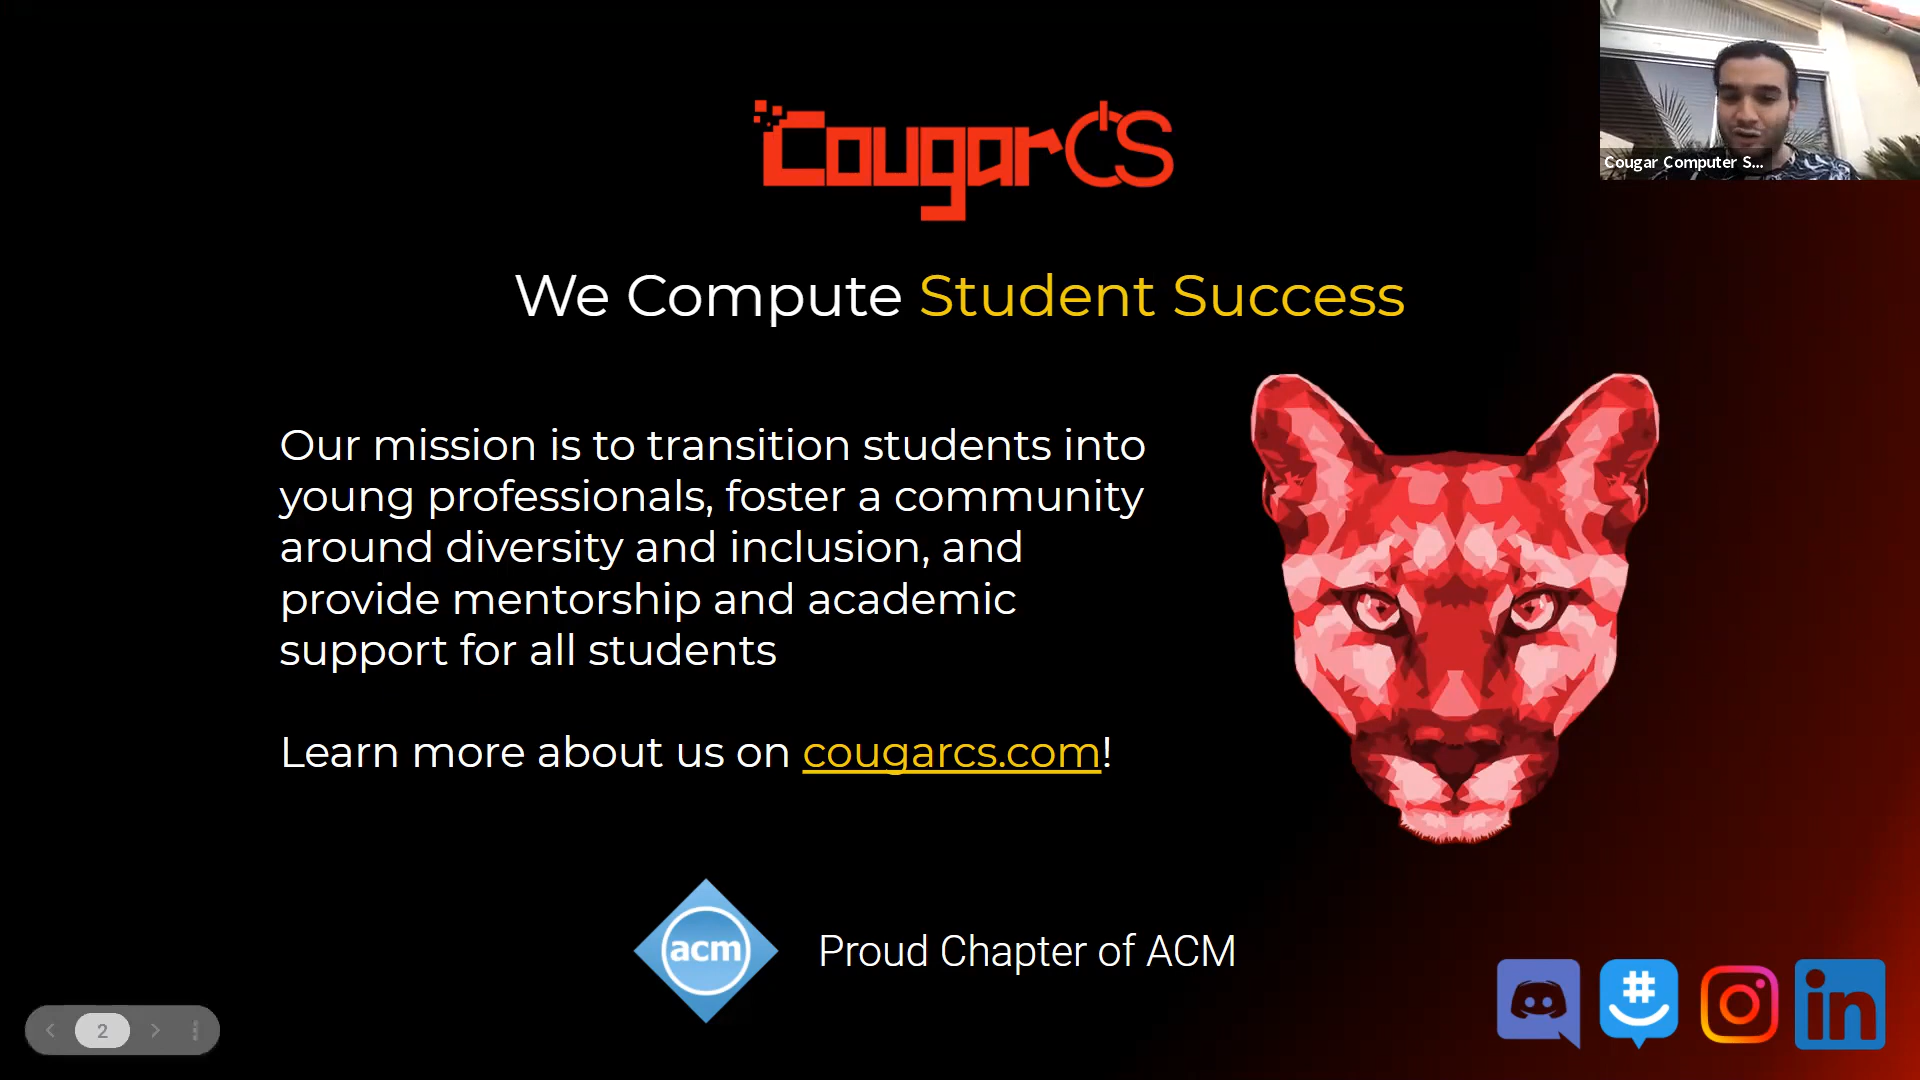 CougarCS
Cougar Computer S...
We Compute Student Success
Our mission is to transition students into
young professionals, foster a community
around diversity and inclusion, and
provide mentorship and academic
support for all students
Learn more about us on cougarcs.com!
acm
Proud Chapter of ACM
#
in
2